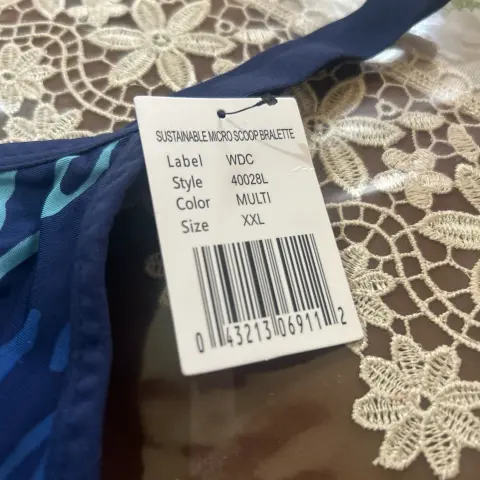 SUSTAINABLE MICRO SCOOP BRALETTE
Label WDC
Style 40028L
Color MULTI
Size XXL
0 43213 06911 2